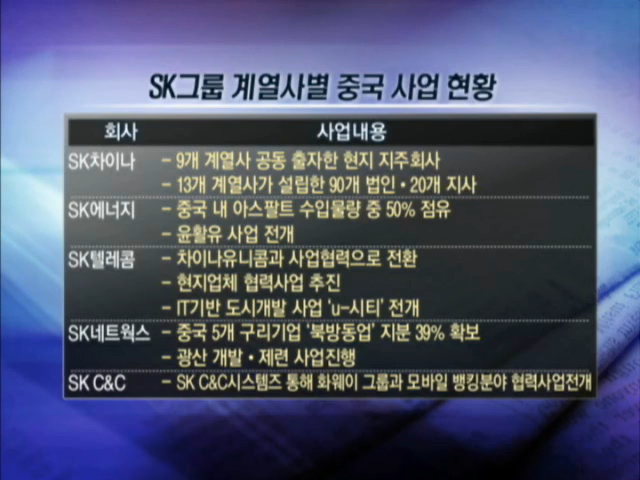 SK그룹 계열사별 중국 사업 현황
회사 사업내용
SK차이나 - 9개 계열사 공동 출자한 현지 지주회사
- 13개 계열사가 설립한 90개 법인·20개 지사
SK에너지 - 중국 내 아스팔트 수입물량 중 50% 점유
- 윤활유 사업 전개
SK텔레콤 - 차이나유니콤과 사업협력으로 전환
- 현지업체 협력사업 추진
- IT기반 도시개발 사업 'u-시티' 전개
SK네트웍스 - 중국 5개 구리기업 '북방동업' 지분 39% 확보
- 광산 개발·제련 사업진행
SK C&C - SK C&C시스템즈 통해 화웨이 그룹과 모바일 뱅킹분야 협력사업전개